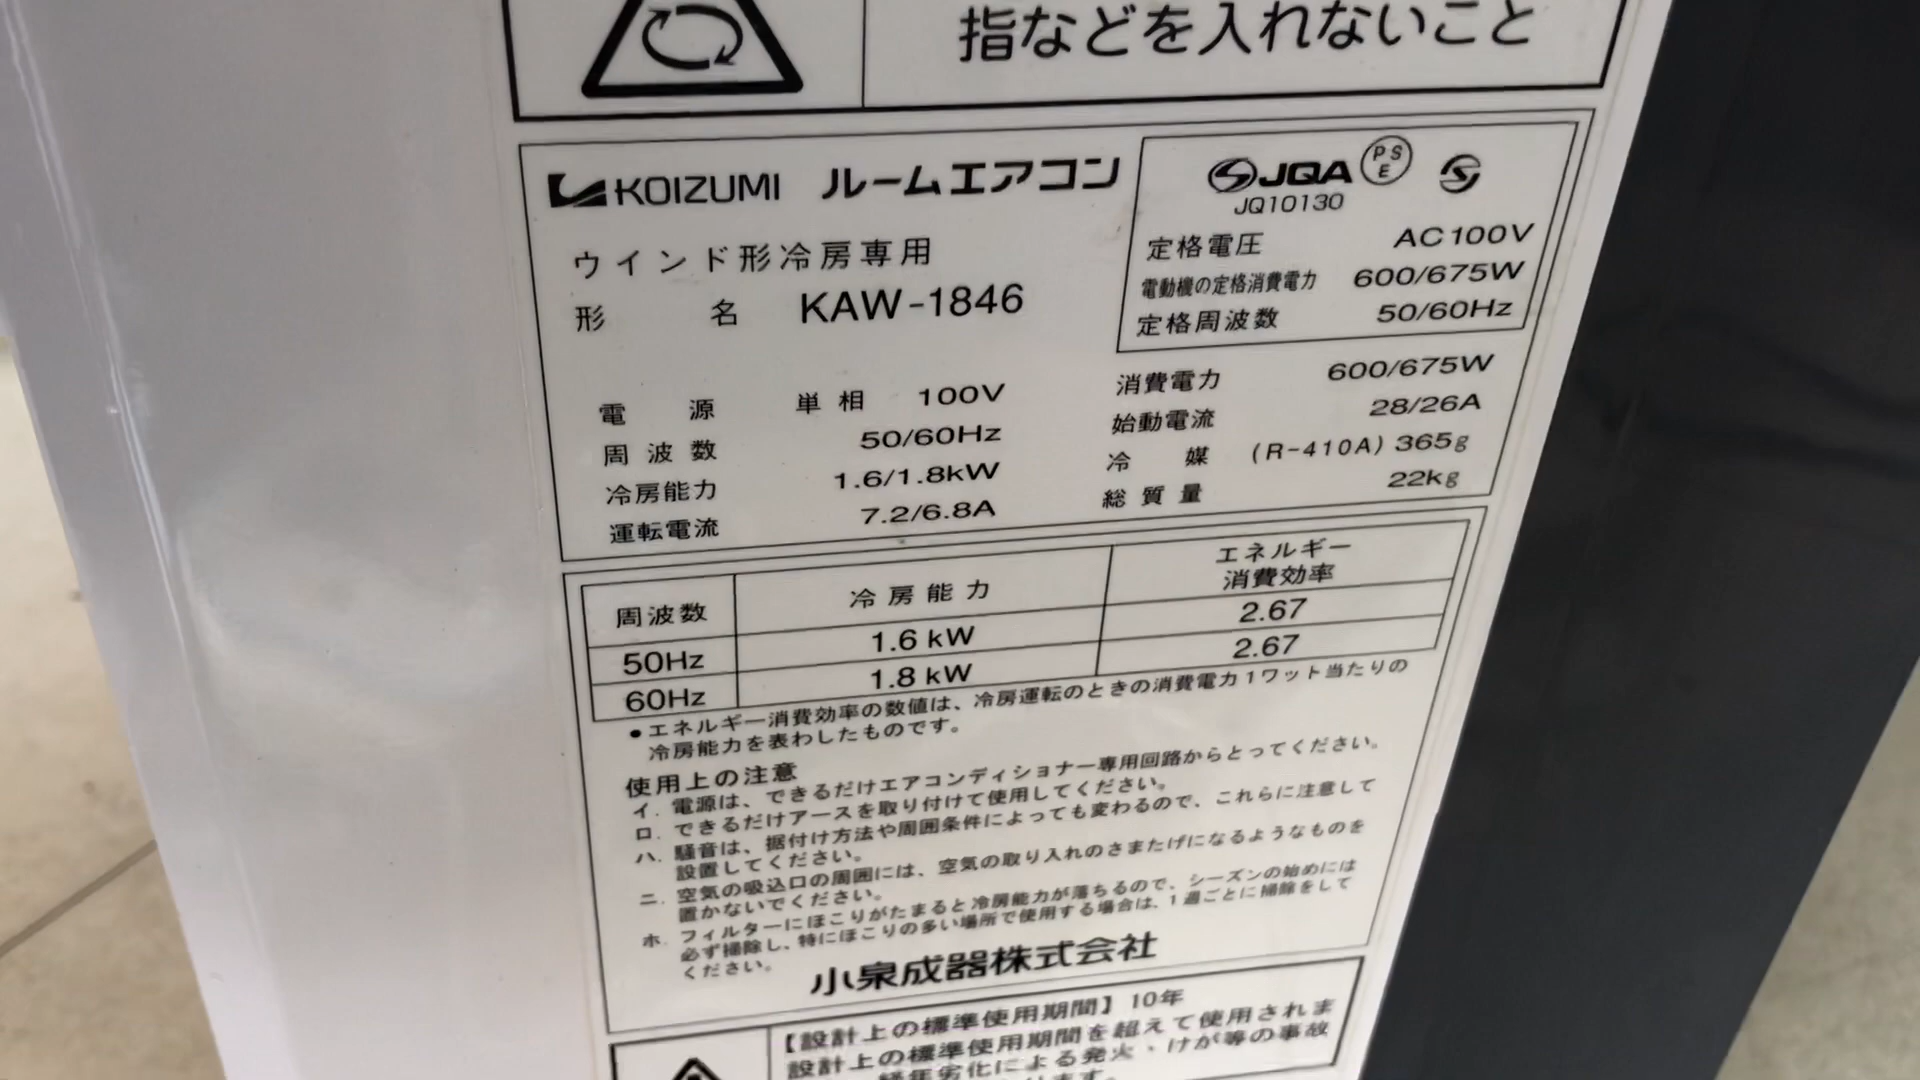 指などを入れないこと
KOIZUMI ルームエアコン
ウインド形冷房専用
形名 KAW-1846
JQA PSE
JQ10130
定格電圧 AC100V
電動機の定格消費電力 600/675W
定格周波数 50/60Hz
電源 単相 100V
周波数 50/60Hz
冷房能力 1.6/1.8kW
運転電流 7.2/6.8A
消費電力 600/675W
始動電流 28/26A
冷媒 (R-410A) 365g
総質量 22kg
周波数 冷房能力 エネルギー消費効率
50Hz 1.6 kW 2.67
60Hz 1.8 kW 2.67
●エネルギー消費効率の数値は、冷房運転のときの消費電力1ワット当たりの
冷房能力を表わしたものです。
使用上の注意
イ. 電源は、できるだけエアコンディショナー専用回路からとってください。
ロ. できるだけアースを取り付けて使用してください。
ハ. 騒音は、据付け方法や周囲条件によっても変わるので、これらに注意して
設置してください。
ニ. 空気の吸込口の周囲には、空気の取り入れのさまたげになるようなものを
置かないでください。
ホ. フィルターにほこりがたまると冷房能力が落ちるので、シーズンの始めには
必ず掃除し、特にほこりの多い場所で使用する場合は、1週ごとに掃除をして
ください。
小泉成器株式会社
【設計上の標準使用期間】10年
設計上の標準使用期間を超えて使用されま
経年劣化による発火・けが等の事故